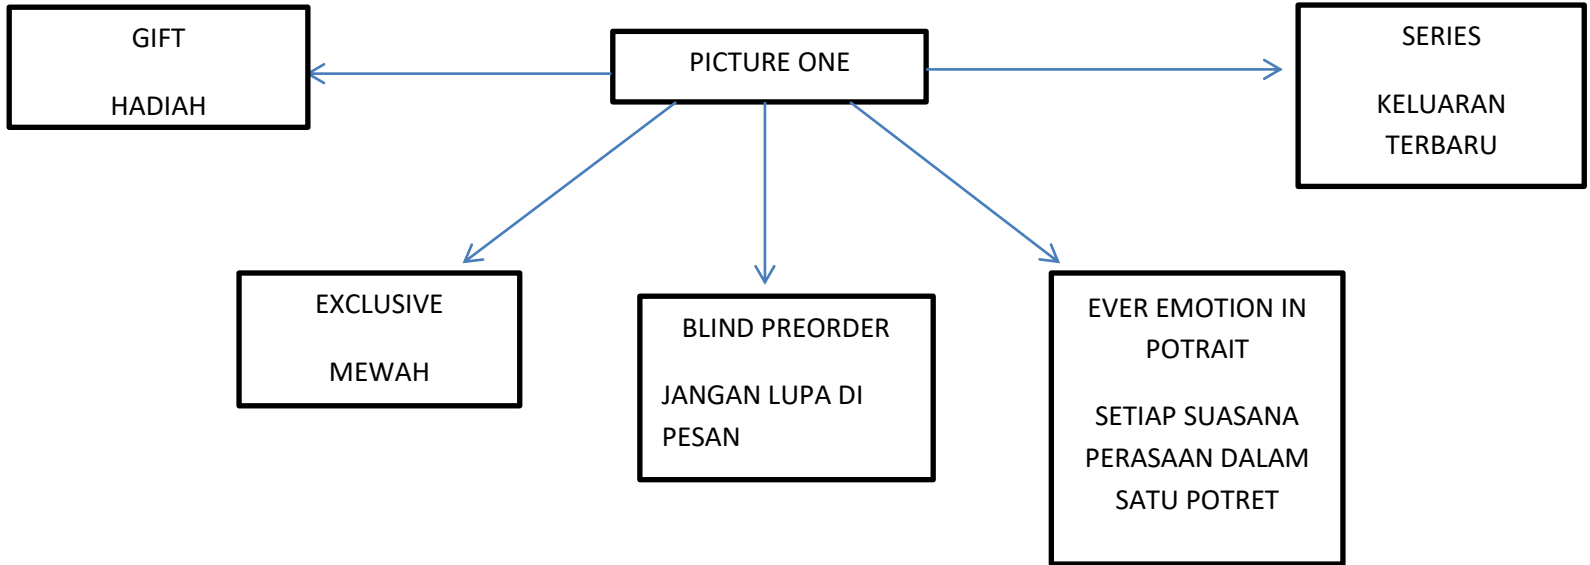 GIFT
HADIAH
PICTURE ONE
SERIES
KELUARAN
TERBARU
EXCLUSIVE
MEWAH
BLIND PREORDER
JANGAN LUPA DI
PESAN
EVER EMOTION IN
POTRAIT
SETIAP SUASANA
PERASAAN DALAM
SATU POTRET